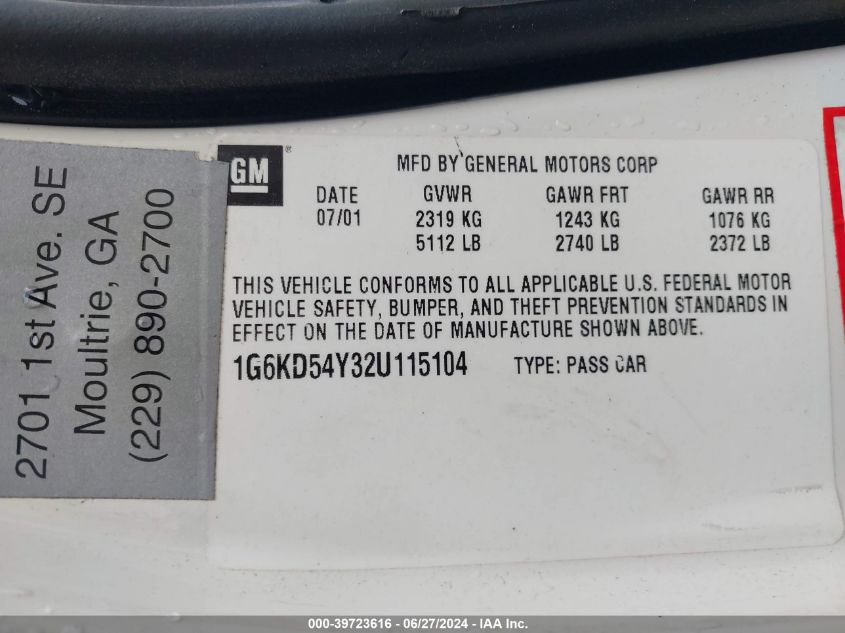 2701 1st Ave. SE
Moultrie, GA
(229) 890-2700
GM®
MFD BY GENERAL MOTORS CORP
DATE GVWR GAWR FRT GAWR RR
07/01 2319 KG 1243 KG 1076 KG
5112 LB 2740 LB 2372 LB
THIS VEHICLE CONFORMS TO ALL APPLICABLE U.S. FEDERAL MOTOR
VEHICLE SAFETY, BUMPER, AND THEFT PREVENTION STANDARDS IN
EFFECT ON THE DATE OF MANUFACTURE SHOWN ABOVE.
1G6KD54Y32U115104 TYPE: PASS CAR
000-39723616 - 06/27/2024 - IAA Inc.